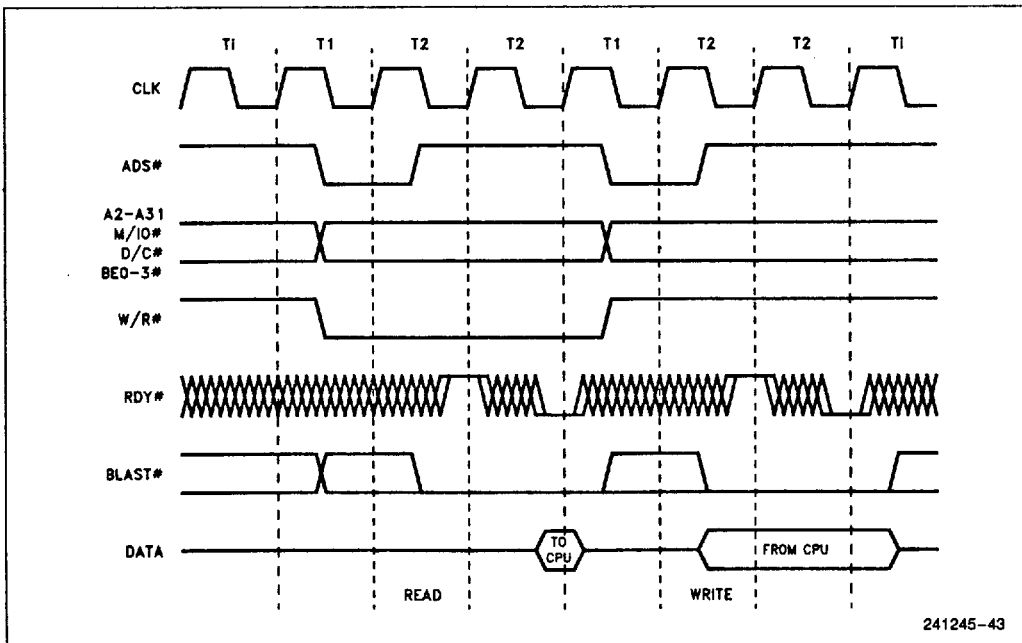 Ti T1 T2 T2 T1 T2 T2 Ti
CLK
ADS#
A2-A31
M/IO#
D/C#
BE0-3#
W/R#
RDY#
BLAST#
DATA
TO
CPU
FROM CPU
READ WRITE
241245-43